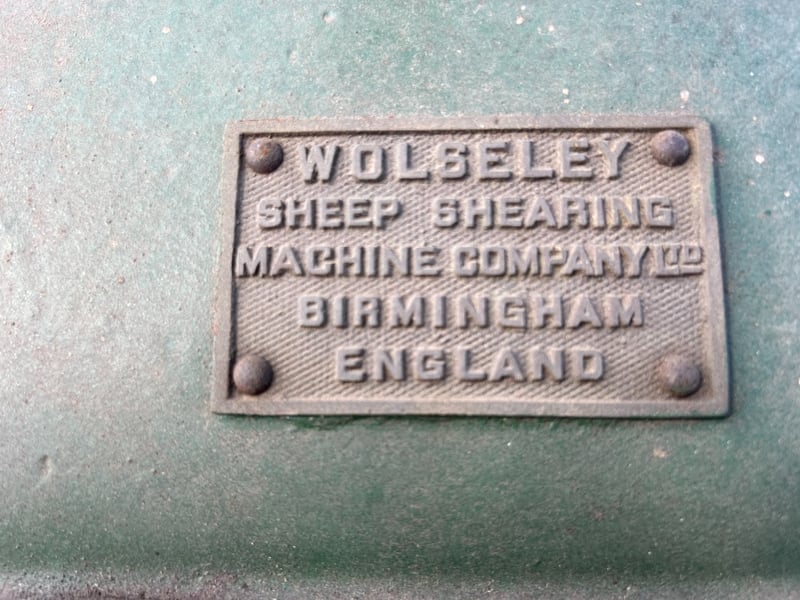 WOLSELEY
SHEEP SHEARING
MACHINE COMPANY LTD
BIRMINGHAM
ENGLAND